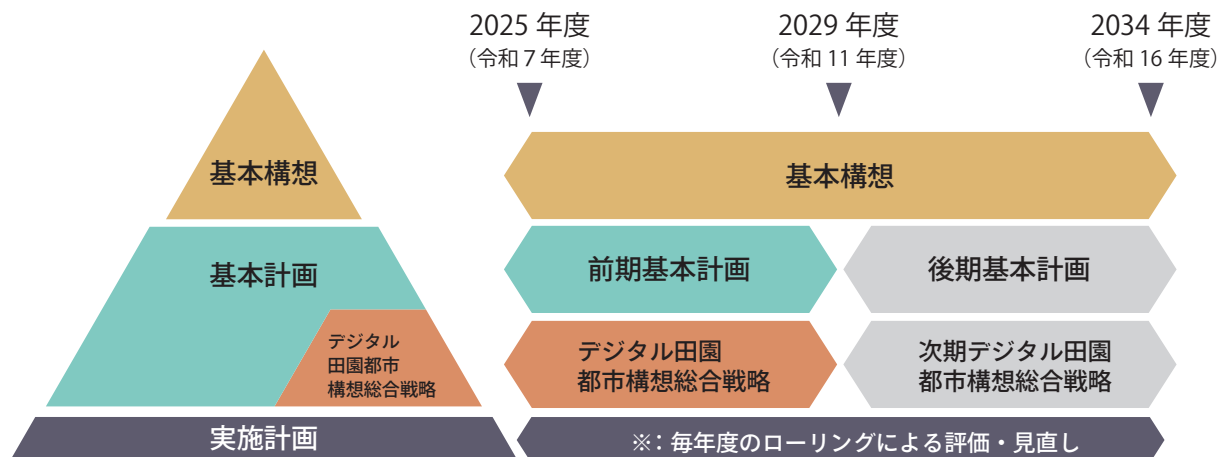 2025 年度
（令和 7 年度）
2029 年度
（令和 11 年度）
2034 年度
（令和 16 年度）
基本構想
基本計画
デジタル
田園都市
構想総合戦略
実施計画
基本構想
前期基本計画
後期基本計画
デジタル田園
都市構想総合戦略
次期デジタル田園
都市構想総合戦略
※：毎年度のローリングによる評価・見直し